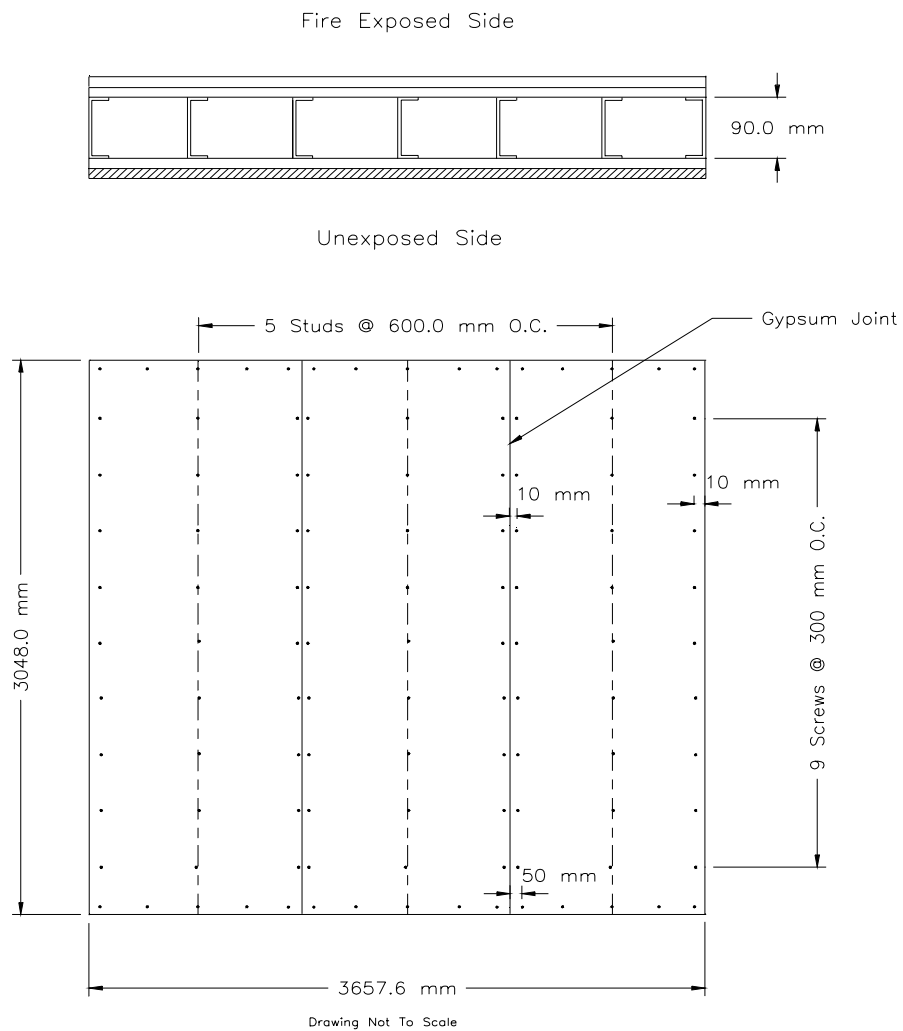 Fire Exposed Side
90.0 mm
Unexposed Side
5 Studs @ 600.0 mm O.C.
Gypsum Joint
10 mm
10 mm
3048.0 mm
9 Screws @ 300 mm O.C.
50 mm
3657.6 mm
Drawing Not To Scale